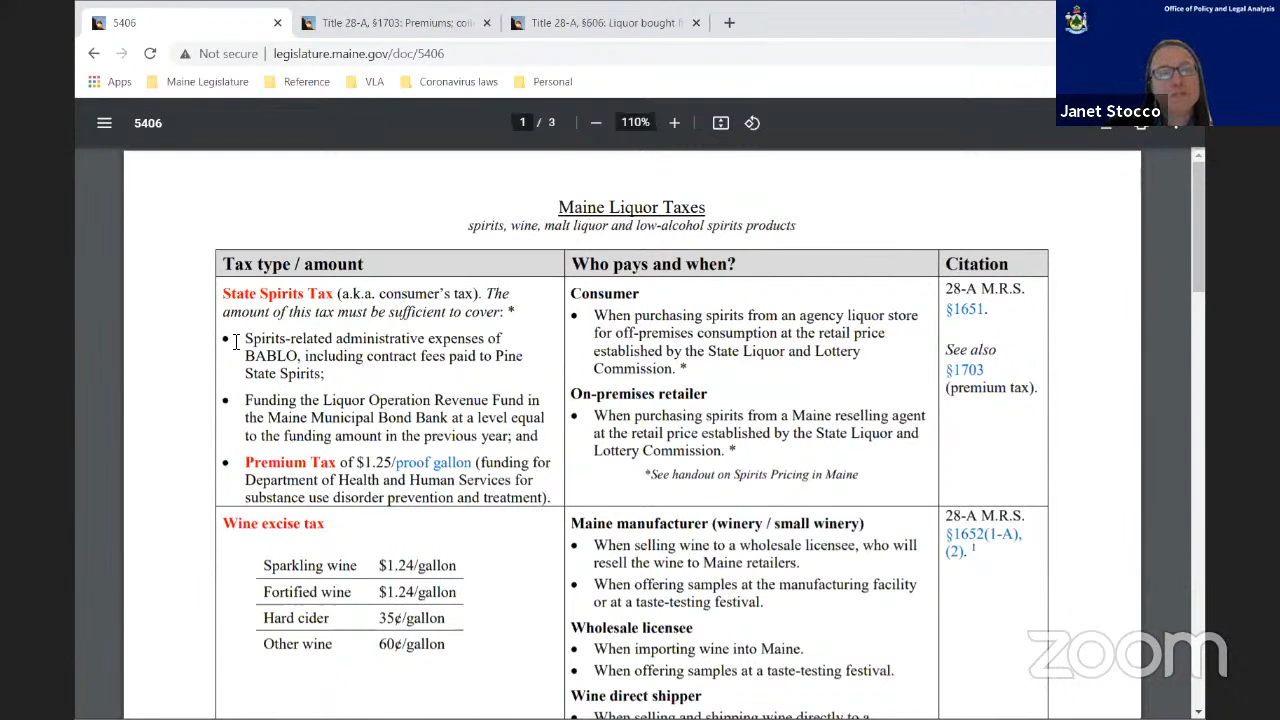 5406
Title 28-A, §1703: Premiums; coll
Title 28-A, §606: Liquor bought f
Office of Policy and Legal Analysis
Not secure
legislature.maine.gov/doc/5406
Apps
Maine Legislature
Reference
VLA
Coronavirus laws
Personal
Janet Stocco
5406
1 / 3
110%
Maine Liquor Taxes
spirits, wine, malt liquor and low-alcohol spirits products
Tax type / amount
Who pays and when?
Citation
State Spirits Tax (a.k.a. consumer's tax). The
amount of this tax must be sufficient to cover: *
• Spirits-related administrative expenses of
BABLO, including contract fees paid to Pine
State Spirits;
• Funding the Liquor Operation Revenue Fund in
the Maine Municipal Bond Bank at a level equal
to the funding amount in the previous year; and
• Premium Tax of $1.25/proof gallon (funding for
Department of Health and Human Services for
substance use disorder prevention and treatment).
Consumer
• When purchasing spirits from an agency liquor store
for off-premises consumption at the retail price
established by the State Liquor and Lottery
Commission. *
On-premises retailer
• When purchasing spirits from a Maine reselling agent
at the retail price established by the State Liquor and
Lottery Commission. *
*See handout on Spirits Pricing in Maine
28-A M.R.S.
§1651.
See also
§1703
(premium tax).
Wine excise tax
Sparkling wine $1.24/gallon
Fortified wine $1.24/gallon
Hard cider 35¢/gallon
Other wine 60¢/gallon
Maine manufacturer (winery / small winery)
• When selling wine to a wholesale licensee, who will
resell the wine to Maine retailers.
• When offering samples at the manufacturing facility
or at a taste-testing festival.
Wholesale licensee
• When importing wine into Maine.
• When offering samples at a taste-testing festival.
Wine direct shipper
• When selling and shipping wine directly to a
28-A M.R.S.
§1652(1-A),
(2). 1
zoom